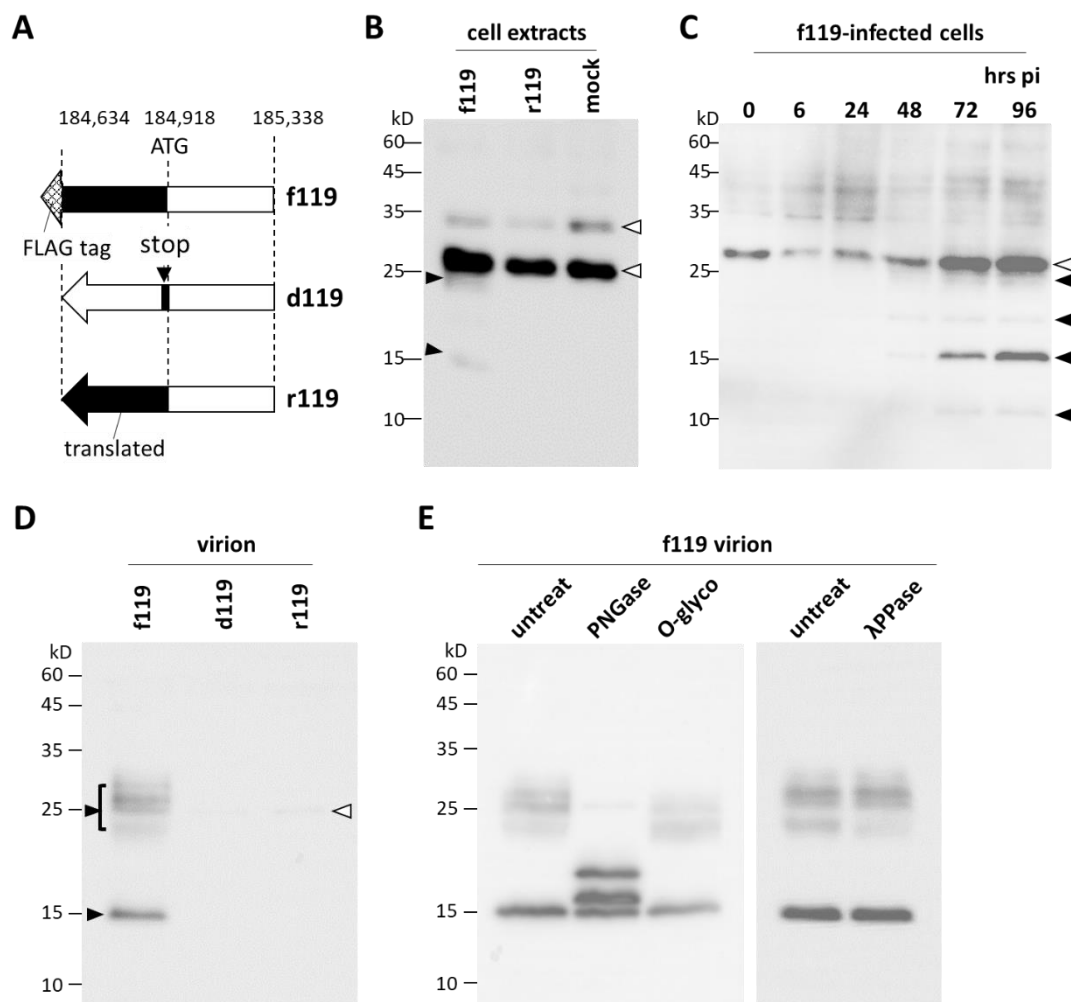 A
184,634 184,918 185,338
ATG
f119
FLAG tag
stop
d119
r119
translated
B
cell extracts
f119 r119 mock
kD
60
45
35
25
15
10
C
f119-infected cells
hrs pi
kD 0 6 24 48 72 96
60
45
35
25
15
10
D
virion
f119 d119 r119
kD
60
45
35
25
15
10
E
f119 virion
untreat PNGase O-glyco untreat λPPase
kD
60
45
35
25
15
10